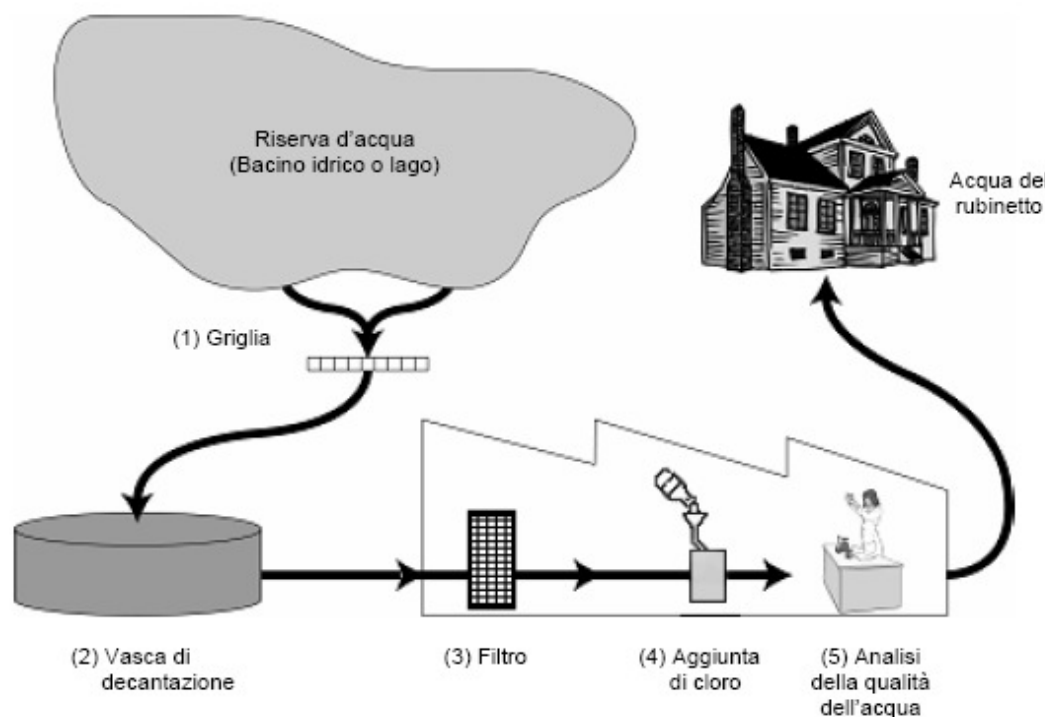 Riserva d'acqua
(Bacino idrico o lago)
Acqua del
rubinetto
(1) Griglia
(2) Vasca di
decantazione
(3) Filtro
(4) Aggiunta
di cloro
(5) Analisi
della qualità
dell'acqua